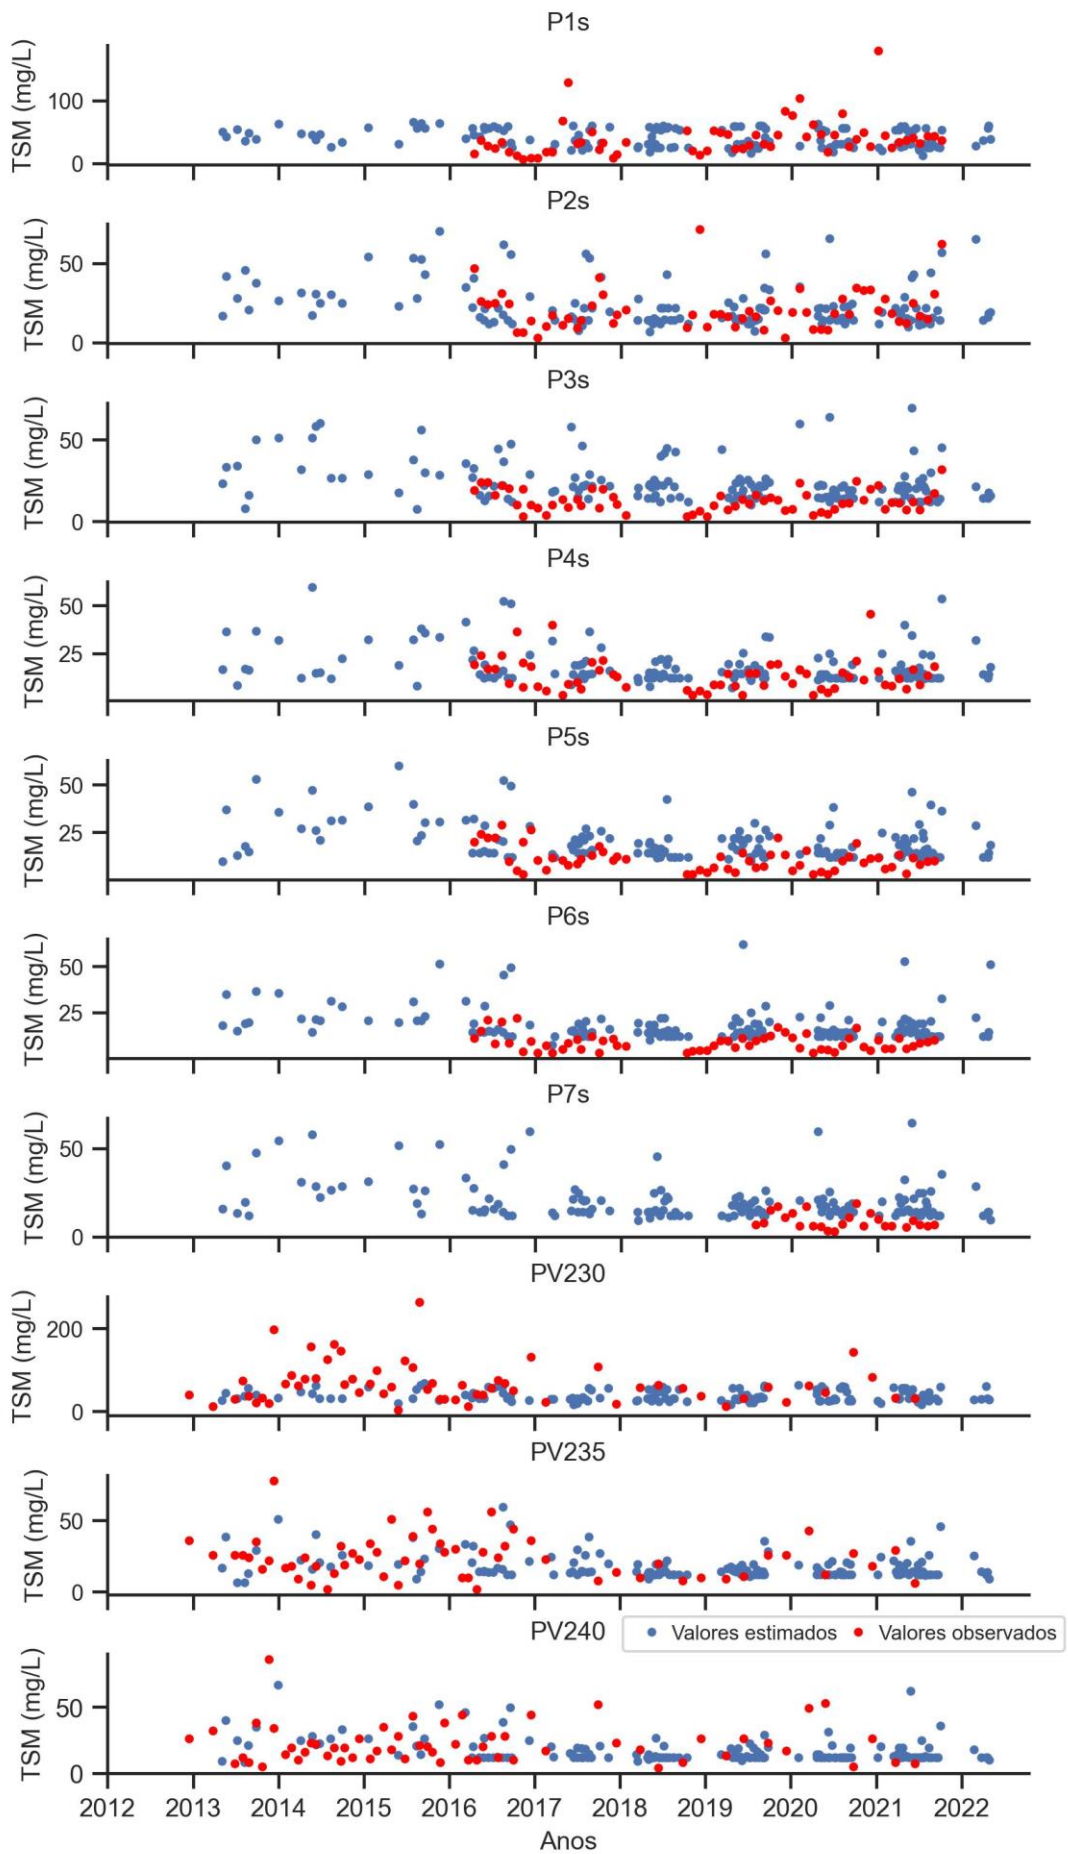 P1s
TSM (mg/L)
100
0
P2s
TSM (mg/L)
50
0
P3s
TSM (mg/L)
50
0
P4s
TSM (mg/L)
50
25
P5s
TSM (mg/L)
50
25
P6s
TSM (mg/L)
50
25
P7s
TSM (mg/L)
50
0
PV230
TSM (mg/L)
200
0
PV235
TSM (mg/L)
50
0
PV240
Valores estimados Valores observados
TSM (mg/L)
50
0
2012 2013 2014 2015 2016 2017 2018 2019 2020 2021 2022
Anos